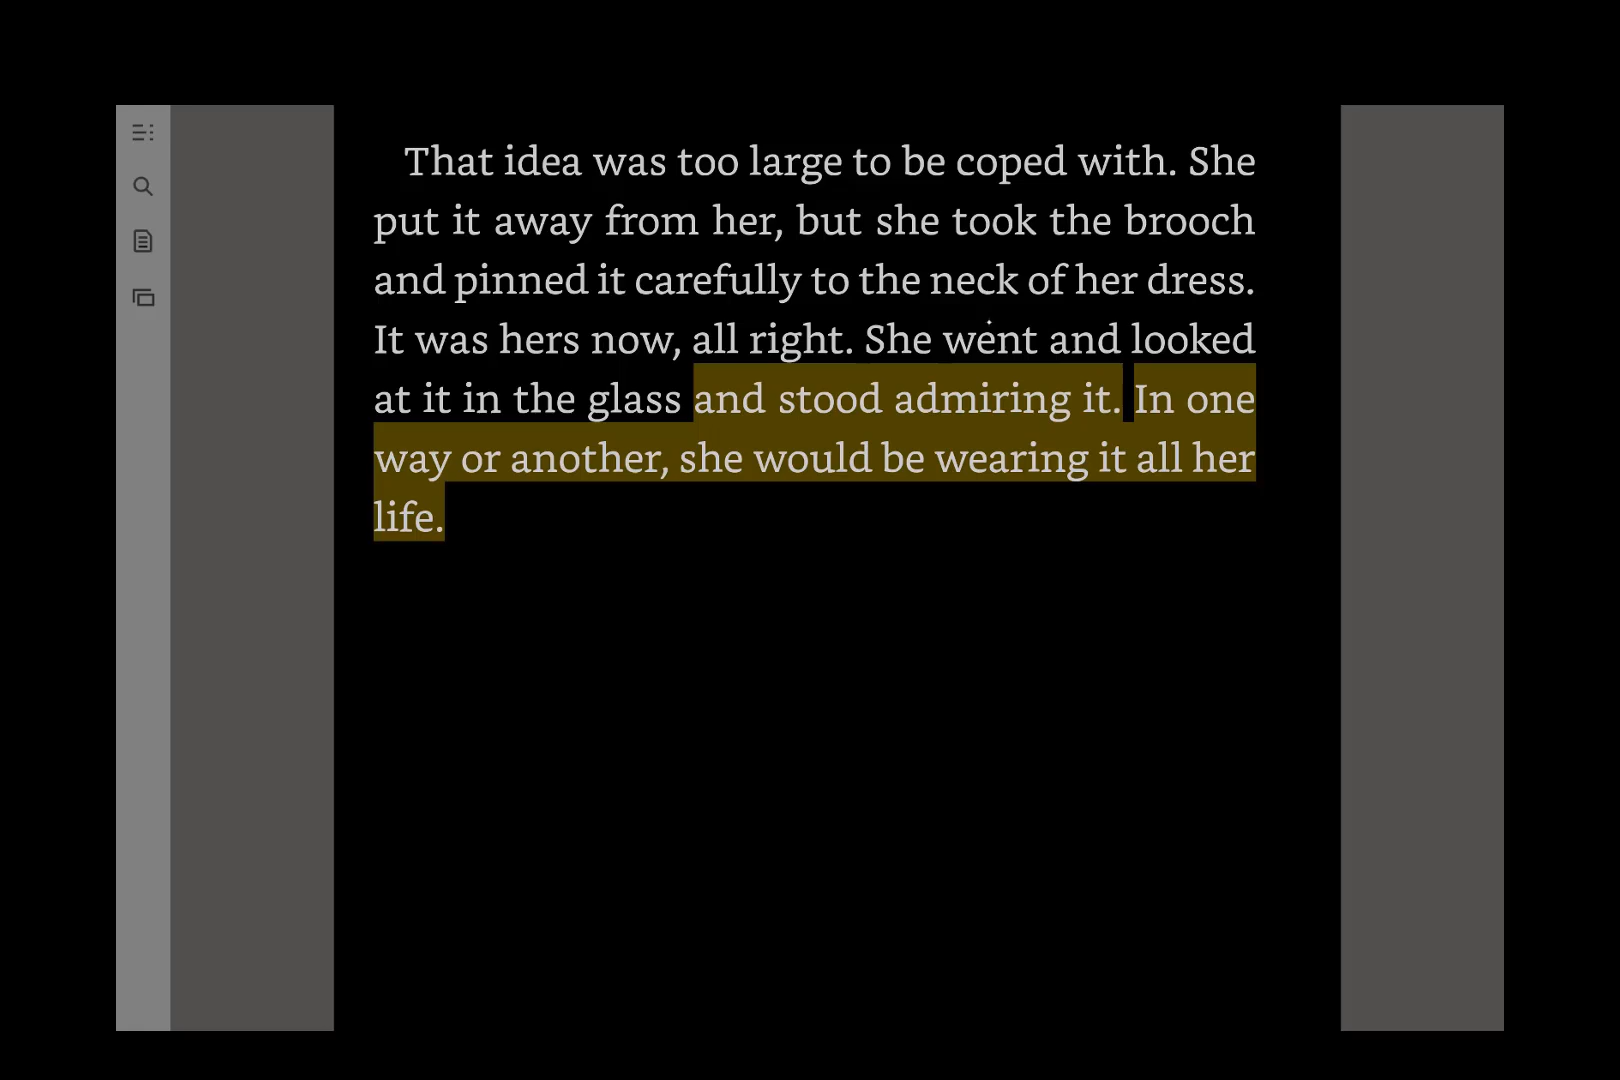 That idea was too large to be coped with. She
put it away from her, but she took the brooch
and pinned it carefully to the neck of her dress.
It was hers now, all right. She went and looked
at it in the glass and stood admiring it. In one
way or another, she would be wearing it all her
life.